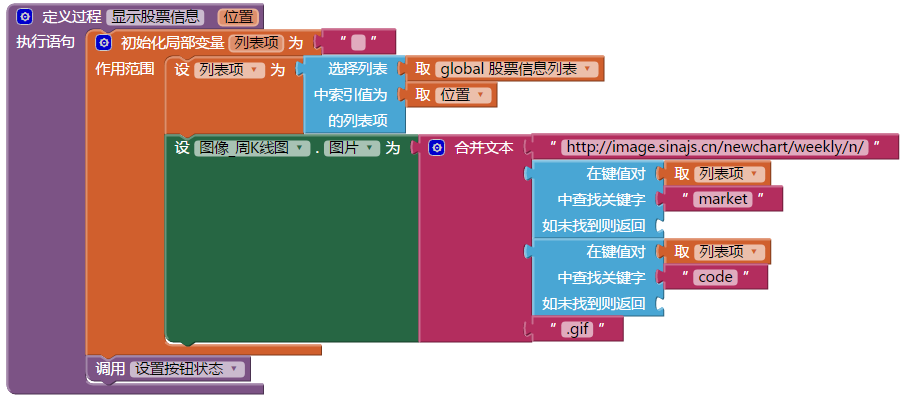 定义过程 显示股票信息 位置
执行语句 初始化局部变量 列表项 为 " "
作用范围 设 列表项 为 选择列表 取 global 股票信息列表
中索引值为 取 位置
的列表项
设 图像_周K线图 . 图片 为 合并文本 " http://image.sinajs.cn/newchart/weekly/n/ "
在键值对 取 列表项
中查找关键字 " market "
如未找到则返回
在键值对 取 列表项
中查找关键字 " code "
如未找到则返回
" .gif "
调用 设置按钮状态